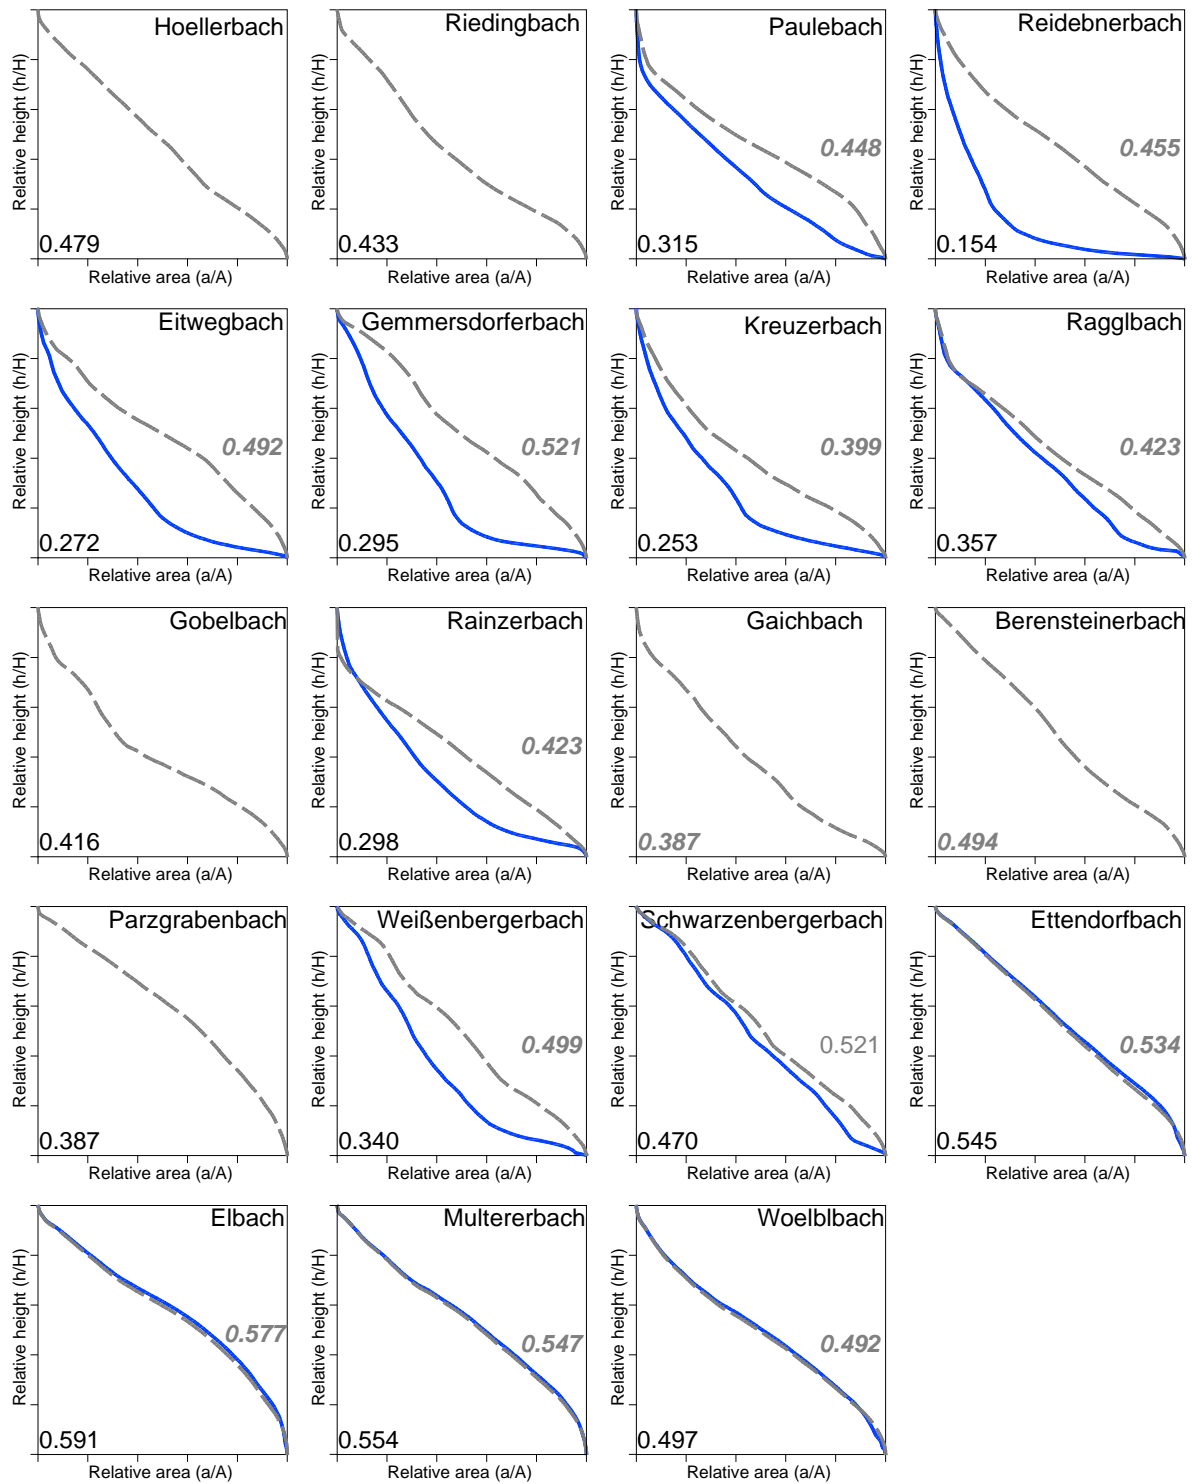 Hoellerbach
Relative height (h/H)
0.479
Relative area (a/A)
Riedingbach
Relative height (h/H)
0.433
Relative area (a/A)
Paulebach
Relative height (h/H)
0.448
0.315
Relative area (a/A)
Reidebnerbach
Relative height (h/H)
0.455
0.154
Relative area (a/A)
Eitwegbach
Relative height (h/H)
0.492
0.272
Relative area (a/A)
Gemmersdorferbach
Relative height (h/H)
0.521
0.295
Relative area (a/A)
Kreuzerbach
Relative height (h/H)
0.399
0.253
Relative area (a/A)
Ragglbach
Relative height (h/H)
0.423
0.357
Relative area (a/A)
Gobelbach
Relative height (h/H)
0.416
Relative area (a/A)
Rainzerbach
Relative height (h/H)
0.423
0.298
Relative area (a/A)
Gaichbach
Relative height (h/H)
0.387
Relative area (a/A)
Berensteinerbach
Relative height (h/H)
0.494
Relative area (a/A)
Parzgrabenbach
Relative height (h/H)
0.387
Relative area (a/A)
Weißenbergerbach
Relative height (h/H)
0.499
0.340
Relative area (a/A)
Schwarzenbergerbach
Relative height (h/H)
0.521
0.470
Relative area (a/A)
Ettendorfbach
Relative height (h/H)
0.534
0.545
Relative area (a/A)
Elbach
Relative height (h/H)
0.577
0.591
Relative area (a/A)
Multererbach
Relative height (h/H)
0.547
0.554
Relative area (a/A)
Woelblbach
Relative height (h/H)
0.492
0.497
Relative area (a/A)